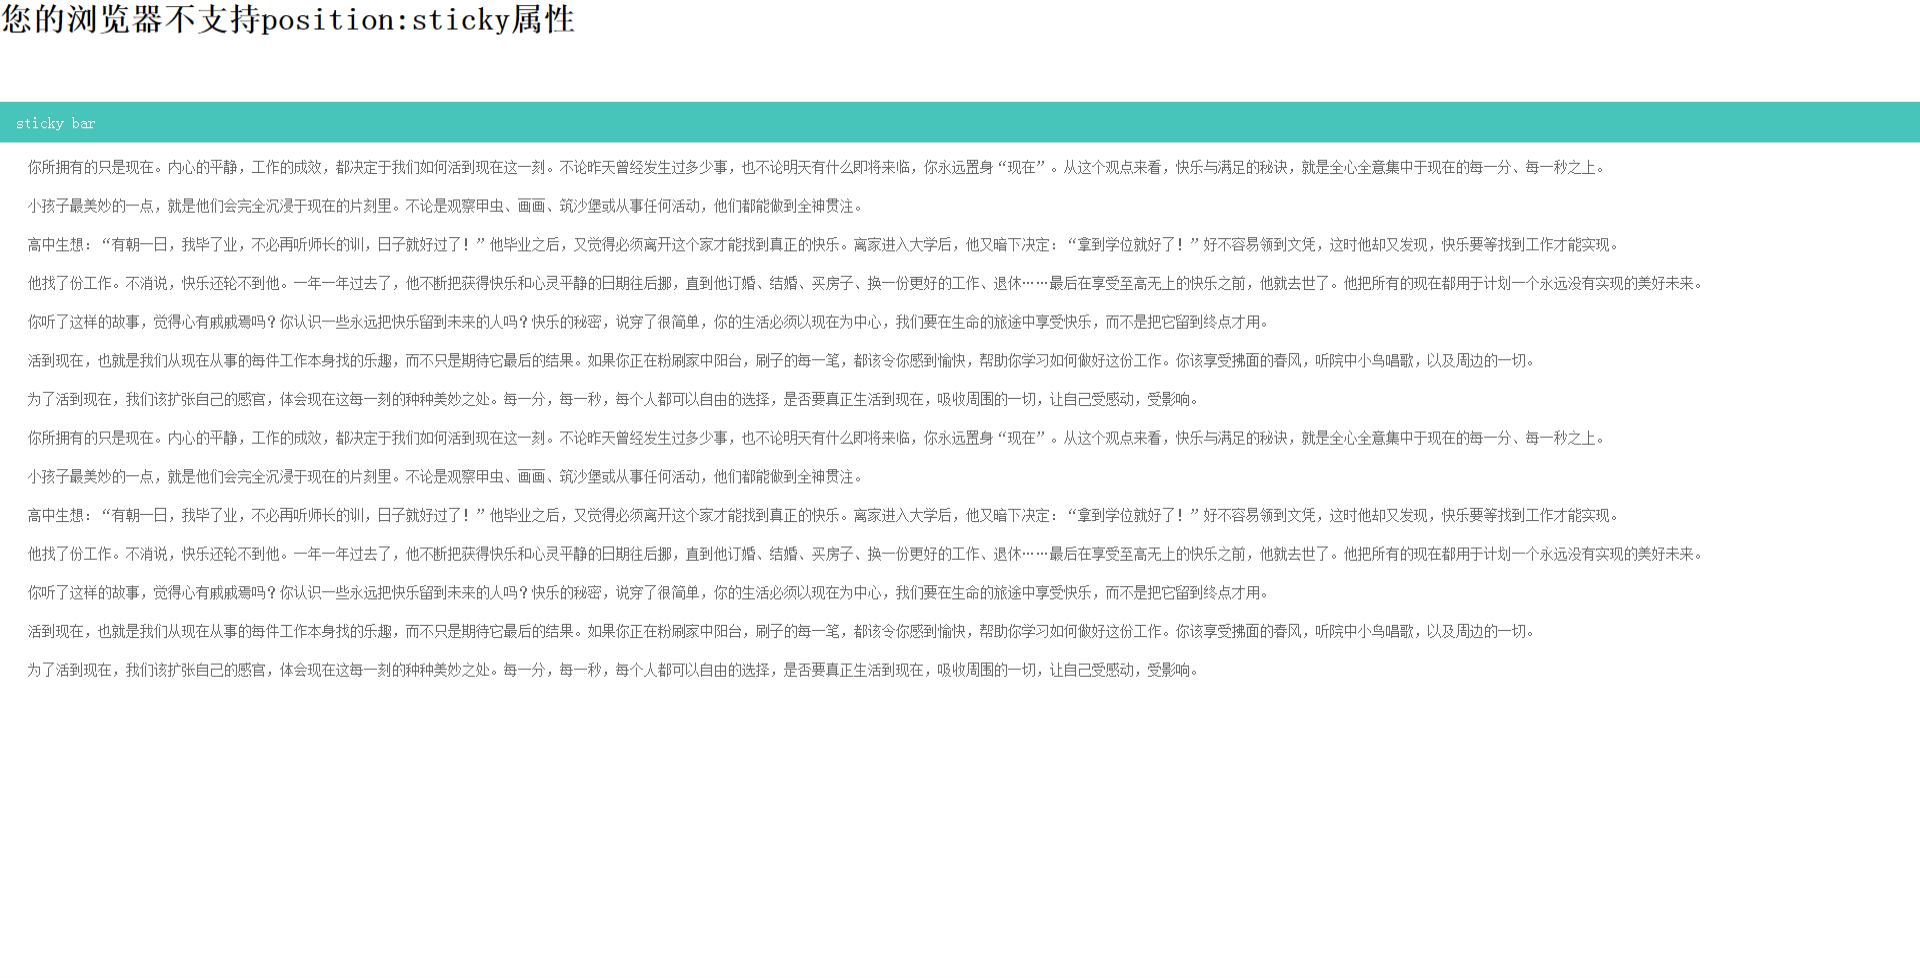 您的浏览器不支持position:sticky属性
sticky bar
你所拥有的只是现在。内心的平静，工作的成效，都决定于我们如何活到现在这一刻。不论昨天曾经发生过多少事，也不论明天有什么即将来临，你永远置身“现在”。从这个观点来看，快乐与满足的秘诀，就是全心全意集中于现在的每一分、每一秒之上。
小孩子最美妙的一点，就是他们会完全沉浸于现在的片刻里。不论是观察甲虫、画画、筑沙堡或从事任何活动，他们都能做到全神贯注。
高中生想：“有朝一日，我毕了业，不必再听师长的训，日子就好过了！”他毕业之后，又觉得必须离开这个家才能找到真正的快乐。离家进入大学后，他又暗下决定：“拿到学位就好了！”好不容易领到文凭，这时他却又发现，快乐要等找到工作才能实现。
他找了份工作。不消说，快乐还轮不到他。一年一年过去了，他不断把获得快乐和心灵平静的日期往后挪，直到他订婚、结婚、买房子、换一份更好的工作、退休……最后在享受至高无上的快乐之前，他就去世了。他把所有的现在都用于计划一个永远没有实现的美好未来。
你听了这样的故事，觉得心有戚戚焉吗？你认识一些永远把快乐留到未来的人吗？快乐的秘密，说穿了很简单，你的生活必须以现在为中心，我们要在生命的旅途中享受快乐，而不是把它留到终点才用。
活到现在，也就是我们从现在从事的每件工作本身找的乐趣，而不只是期待它最后的结果。如果你正在粉刷家中阳台，刷子的每一笔，都该令你感到愉快，帮助你学习如何做好这份工作。你该享受拂面的春风，听院中小鸟唱歌，以及周边的一切。
为了活到现在，我们该扩张自己的感官，体会现在这每一刻的种种美妙之处。每一分，每一秒，每个人都可以自由的选择，是否要真正生活到现在，吸收周围的一切，让自己受感动，受影响。
你所拥有的只是现在。内心的平静，工作的成效，都决定于我们如何活到现在这一刻。不论昨天曾经发生过多少事，也不论明天有什么即将来临，你永远置身“现在”。从这个观点来看，快乐与满足的秘诀，就是全心全意集中于现在的每一分、每一秒之上。
小孩子最美妙的一点，就是他们会完全沉浸于现在的片刻里。不论是观察甲虫、画画、筑沙堡或从事任何活动，他们都能做到全神贯注。
高中生想：“有朝一日，我毕了业，不必再听师长的训，日子就好过了！”他毕业之后，又觉得必须离开这个家才能找到真正的快乐。离家进入大学后，他又暗下决定：“拿到学位就好了！”好不容易领到文凭，这时他却又发现，快乐要等找到工作才能实现。
他找了份工作。不消说，快乐还轮不到他。一年一年过去了，他不断把获得快乐和心灵平静的日期往后挪，直到他订婚、结婚、买房子、换一份更好的工作、退休……最后在享受至高无上的快乐之前，他就去世了。他把所有的现在都用于计划一个永远没有实现的美好未来。
你听了这样的故事，觉得心有戚戚焉吗？你认识一些永远把快乐留到未来的人吗？快乐的秘密，说穿了很简单，你的生活必须以现在为中心，我们要在生命的旅途中享受快乐，而不是把它留到终点才用。
活到现在，也就是我们从现在从事的每件工作本身找的乐趣，而不只是期待它最后的结果。如果你正在粉刷家中阳台，刷子的每一笔，都该令你感到愉快，帮助你学习如何做好这份工作。你该享受拂面的春风，听院中小鸟唱歌，以及周边的一切。
为了活到现在，我们该扩张自己的感官，体会现在这每一刻的种种美妙之处。每一分，每一秒，每个人都可以自由的选择，是否要真正生活到现在，吸收周围的一切，让自己受感动，受影响。